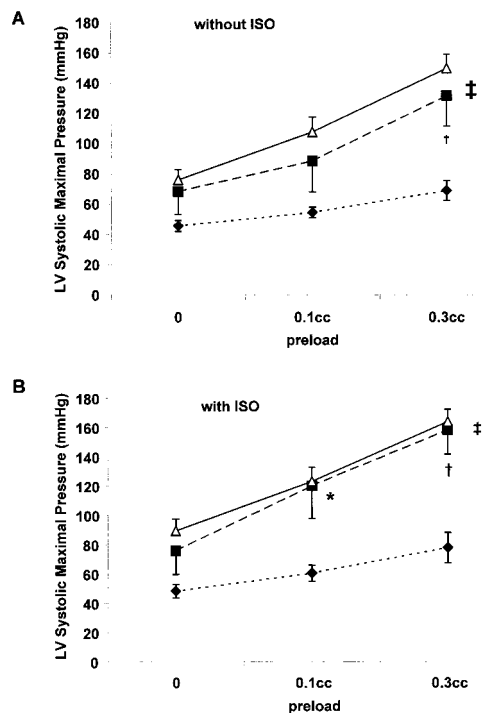 A
without ISO
LV Systolic Maximal Pressure (mmHg)
180
160
140
120
100
80
60
40
20
0
‡
†
0 0.1cc 0.3cc
preload
B
with ISO
LV Systolic Maximal Pressure (mmHg)
180
160
140
120
100
80
60
40
20
0
‡
†
*
0 0.1cc 0.3cc
preload